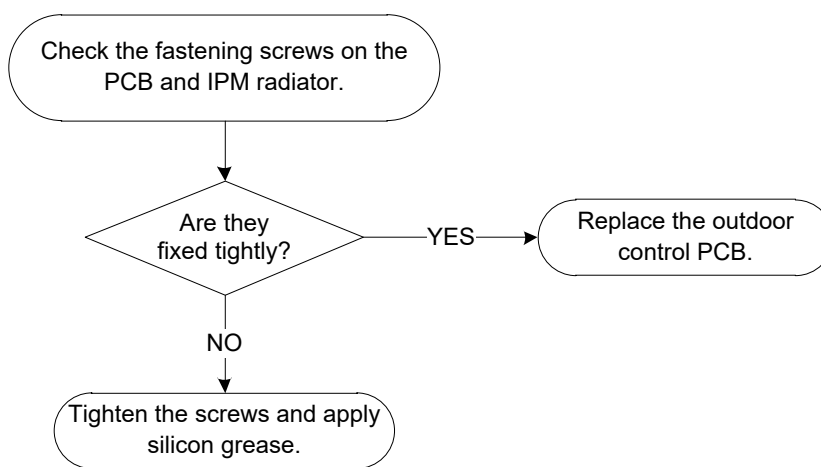 Check the fastening screws on the
PCB and IPM radiator.
Are they
fixed tightly?
YES
Replace the outdoor
control PCB.
NO
Tighten the screws and apply
silicon grease.